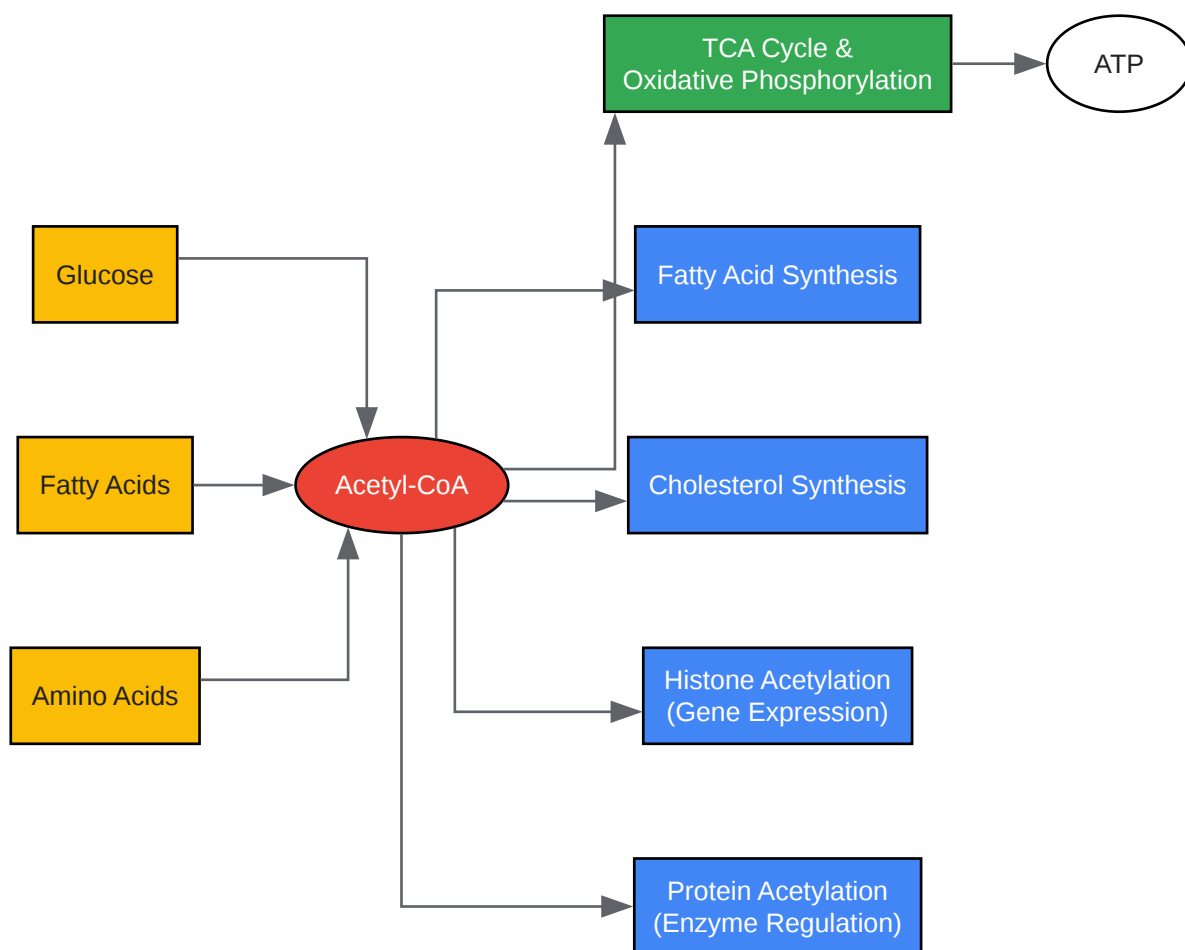 TCA Cycle &
Oxidative Phosphorylation
ATP
Glucose
Fatty Acid Synthesis
Fatty Acids
Acetyl-CoA
Cholesterol Synthesis
Amino Acids
Histone Acetylation
(Gene Expression)
Protein Acetylation
(Enzyme Regulation)